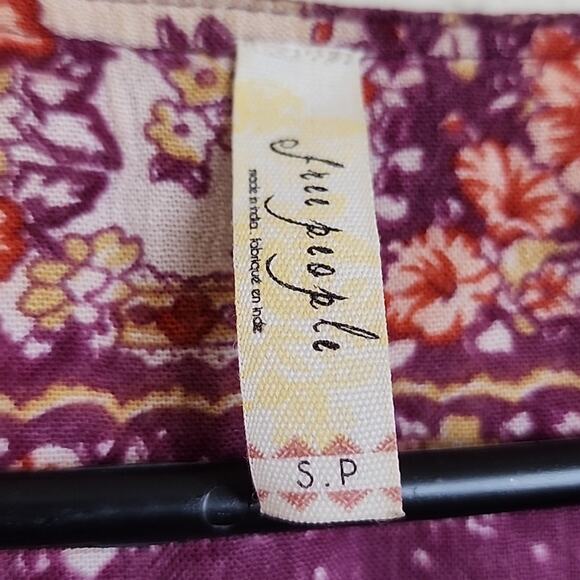 free people
made in india fabriqué en inde
S.P